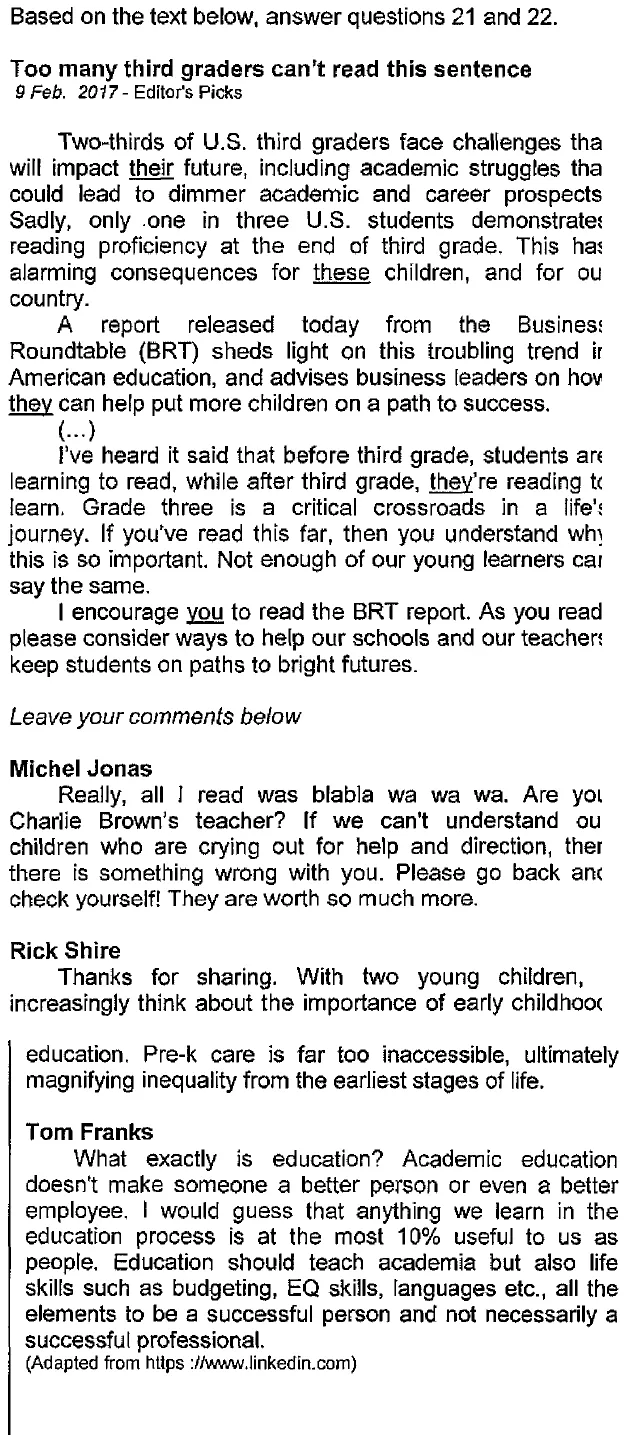 Based on the text below, answer questions 21 and 22.
Too many third graders can't read this sentence
9 Feb. 2017 - Editor's Picks
Two-thirds of U.S. third graders face challenges tha
will impact their future, including academic struggles tha
could lead to dimmer academic and career prospects
Sadly, only one in three U.S. students demonstrates
reading proficiency at the end of third grade. This has
alarming consequences for these children, and for ou
country.
A report released today from the Business
Roundtable (BRT) sheds light on this troubling trend in
American education, and advises business leaders on how
they can help put more children on a path to success.
(...)
I've heard it said that before third grade, students are
learning to read, while after third grade, they're reading to
learn. Grade three is a critical crossroads in a life's
journey. If you've read this far, then you understand why
this is so important. Not enough of our young learners can
say the same.
I encourage you to read the BRT report. As you read
please consider ways to help our schools and our teachers
keep students on paths to bright futures.
Leave your comments below
Michel Jonas
Really, all I read was blabla wa wa wa. Are you
Charlie Brown's teacher? If we can't understand ou
children who are crying out for help and direction, then
there is something wrong with you. Please go back and
check yourself! They are worth so much more.
Rick Shire
Thanks for sharing. With two young children,
increasingly think about the importance of early childhood
education. Pre-k care is far too inaccessible, ultimately
magnifying inequality from the earliest stages of life.
Tom Franks
What exactly is education? Academic education
doesn't make someone a better person or even a better
employee. I would guess that anything we learn in the
education process is at the most 10% useful to us as
people. Education should teach academia but also life
skills such as budgeting, EQ skills, languages etc., all the
elements to be a successful person and not necessarily a
successful professional.
(Adapted from https ://www.linkedin.com)